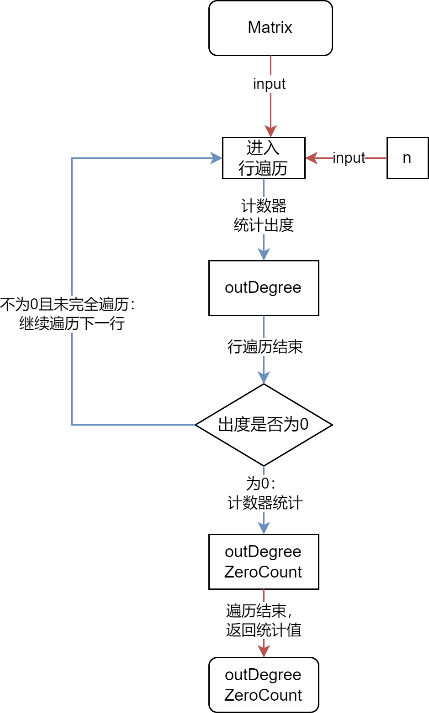 Matrix
input
进入
行遍历
input
n
计数器
统计出度
outDegree
不为0且未完全遍历：
继续遍历下一行
行遍历结束
出度是否为0
为0：
计数器统计
outDegree
ZeroCount
遍历结束，
返回统计值
outDegree
ZeroCount